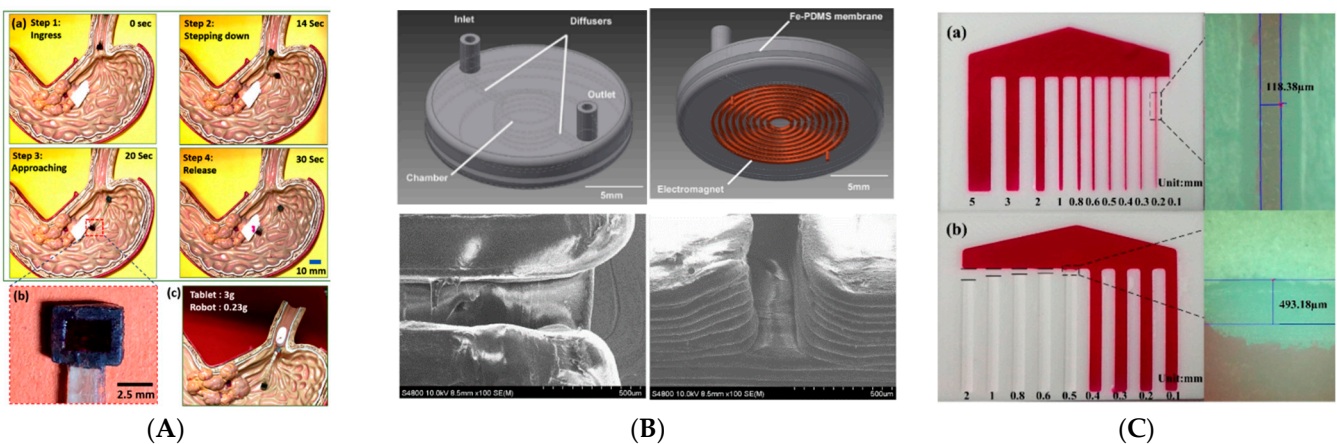 (a) Step 1: 0 sec
Ingress
Step 2: 14 Sec
Stepping down
Step 3: 20 Sec
Approaching
Step 4: 30 Sec
Release
10 mm
(b)
2.5 mm
(c) Tablet : 3g
Robot : 0.23g
(A)
Inlet
Diffusers
Outlet
Chamber
5mm
Fe-PDMS membrane
Electromagnet
5mm
S4800 10.0kV 8.5mm x100 SE(M) 500um
S4800 10.0kV 8.5mm x100 SE(M) 500um
(B)
(a)
118.38μm
Unit:mm
5 3 2 1 0.8 0.6 0.5 0.4 0.3 0.2 0.1
(b)
493.18μm
Unit:mm
2 1 0.8 0.6 0.5 0.4 0.3 0.2 0.1
(C)